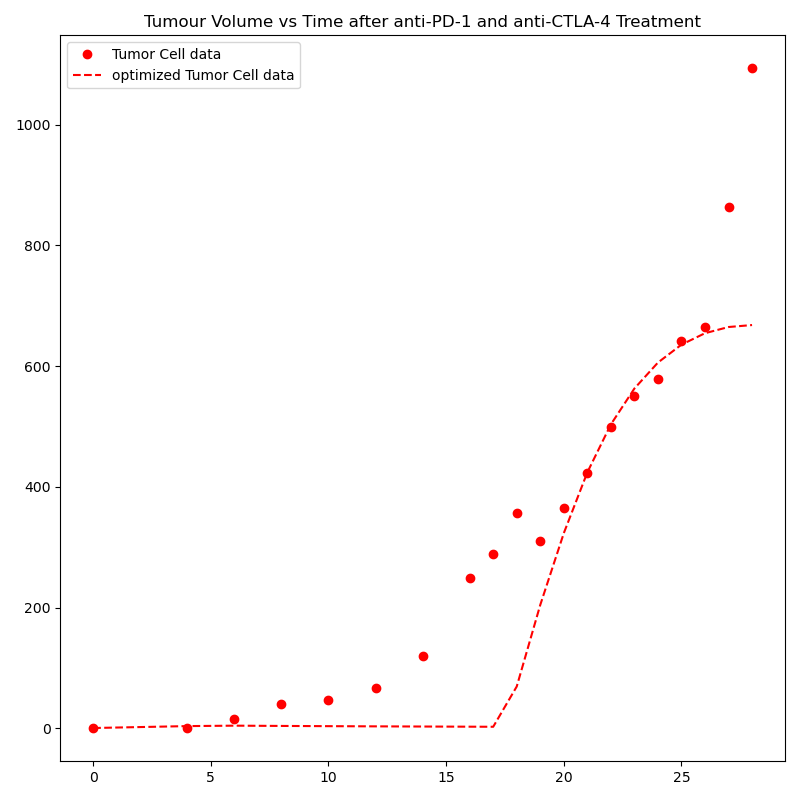 Tumour Volume vs Time after anti-PD-1 and anti-CTLA-4 Treatment
Tumor Cell data
optimized Tumor Cell data
1000
800
600
400
200
0
0 5 10 15 20 25